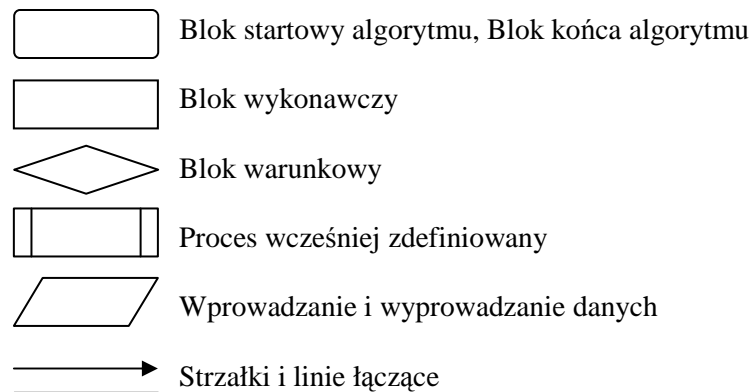 Blok startowy algorytmu, Blok końca algorytmu
Blok wykonawczy
Blok warunkowy
Proces wcześniej zdefiniowany
Wprowadzanie i wyprowadzanie danych
Strzałki i linie łączące